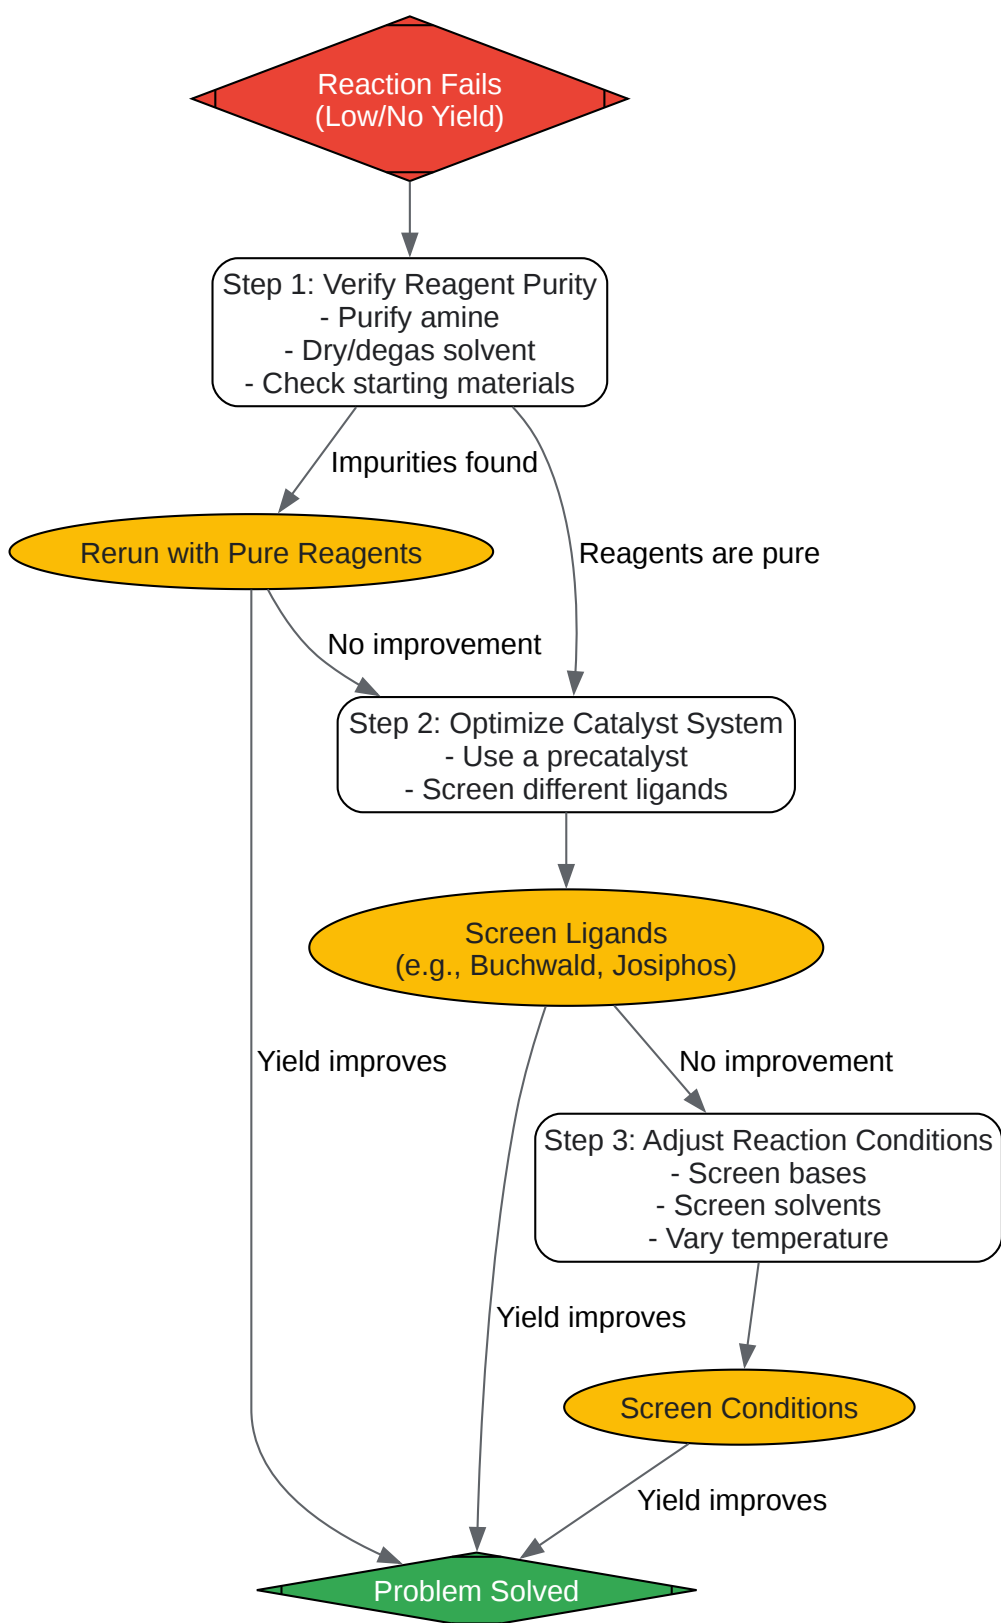 Reaction Fails
(Low/No Yield)
Step 1: Verify Reagent Purity
- Purify amine
- Dry/degas solvent
- Check starting materials
Impurities found
Rerun with Pure Reagents
Reagents are pure
No improvement
Step 2: Optimize Catalyst System
- Use a precatalyst
- Screen different ligands
Screen Ligands
(e.g., Buchwald, Josiphos)
Yield improves
No improvement
Step 3: Adjust Reaction Conditions
- Screen bases
- Screen solvents
- Vary temperature
Yield improves
Screen Conditions
Yield improves
Problem Solved